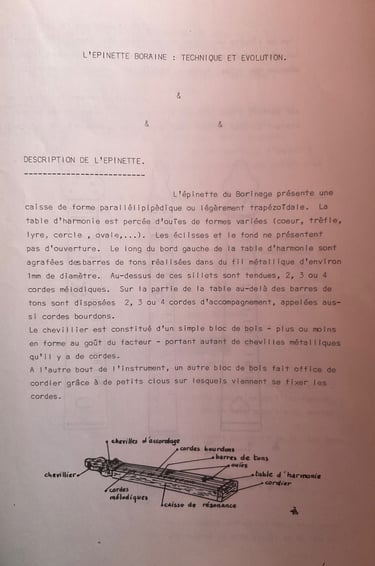 L'EPINETTE BORAINE : TECHNIQUE ET EVOLUTION.
&
& &
DESCRIPTION DE L'EPINETTE.
--------------------------
L'épinette du Borinage présente une
caisse de forme parallélipipèdique ou légèrement trapézoïdale. La
table d'harmonie est percée d'ouïes de formes variées (coeur, trèfle,
lyre, cercle , ovale,...). Les éclisses et le fond ne présentent
pas d'ouverture. Le long du bord gauche de la table d'harmonie sont
agrafées des barres de tons réalisées dans du fil métallique d'environ
1mm de diamètre. Au-dessus de ces sillets sont tendues, 2, 3 ou 4
cordes mélodiques. Sur la partie de la table au-delà des barres de
tons sont disposées 2, 3 ou 4 cordes d'accompagnement, appelées aus-
si cordes bourdons.
Le chevillier est constitué d'un simple bloc de bois - plus ou moins
en forme au goût du facteur - portant autant de chevilles métalliques
qu'il y a de cordes.
A l'autre bout de l'instrument, un autre bloc de bois fait office de
cordier grâce à de petits clous sur lesquels viennent se fixer les
cordes.
chevilles d'accordage
cordes bourdons
barres de tons
ouïes
table d'harmonie
cordier
chevillier
cordes
mélodiques
caisse de résonance